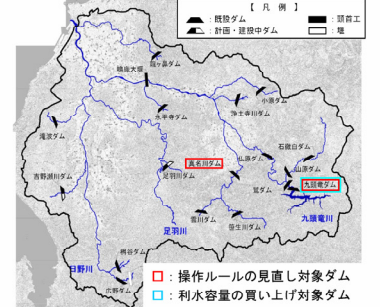 【 凡 例 】
：既設ダム
：頭首工
：計画・建設中ダム
：堰
龍ヶ鼻ダム
鳴鹿大堰
小原ダム
永平寺ダム
浄土寺川ダム
滝波ダム
石徹白ダム
仏原ダム
山原ダム
真名川ダム
吉野瀬川ダム
足羽川ダム
鷲ダム
九頭竜ダム
雲川ダム
九頭竜川
笹生川ダム
足羽川
桝谷ダム
日野川
広野ダム
：操作ルールの見直し対象ダム
：利水容量の買い上げ対象ダム